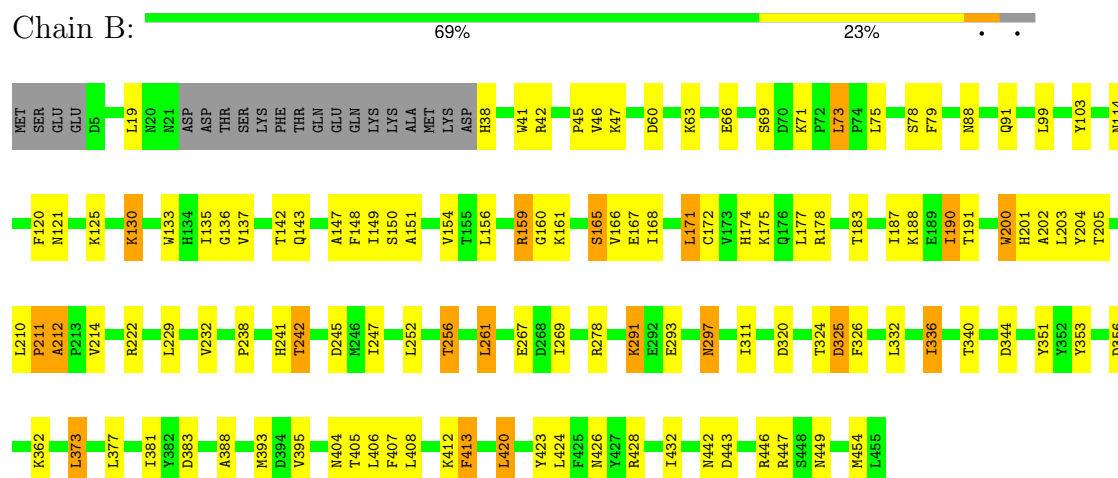 Chain B:
69% 23% • •
MET SER GLU GLU D5 L19 N20 N21 ASP ASP THR SER LYS PHE THR GLN GLU GLN LYS LYS ALA MET LYS ASP H38 W41 R42 P45 V46 K47 D60 K63 E66 S69 D70 K71 P72 L73 P74 L75 S78 F79 N88 Q91 L99 Y103 N114
F120 N121 K125 K130 W133 H134 I135 G136 V137 T142 Q143 A147 F148 I149 S150 A151 V154 T155 L156 R159 G160 K161 S165 V166 E167 I168 L171 C172 V173 H174 K175 Q176 L177 R178 T183 I187 K188 E189 I190 T191 W200 H201 A202 L203 Y204 T205
L210 P211 A212 P213 V214 R222 L229 V232 P238 H241 T242 D245 M246 I247 L252 T256 L261 E267 D268 I269 R278 K291 E292 E293 N297 I311 D320 T324 D325 F326 L332 I336 T340 D344 Y351 Y352 Y353 D356
K362 L373 L377 I381 Y382 D383 A388 M393 D394 V395 N404 T405 L406 F407 L408 K412 F413 L420 Y423 L424 F425 N426 Y427 R428 I432 N442 D443 R446 R447 S448 N449 M454 L455